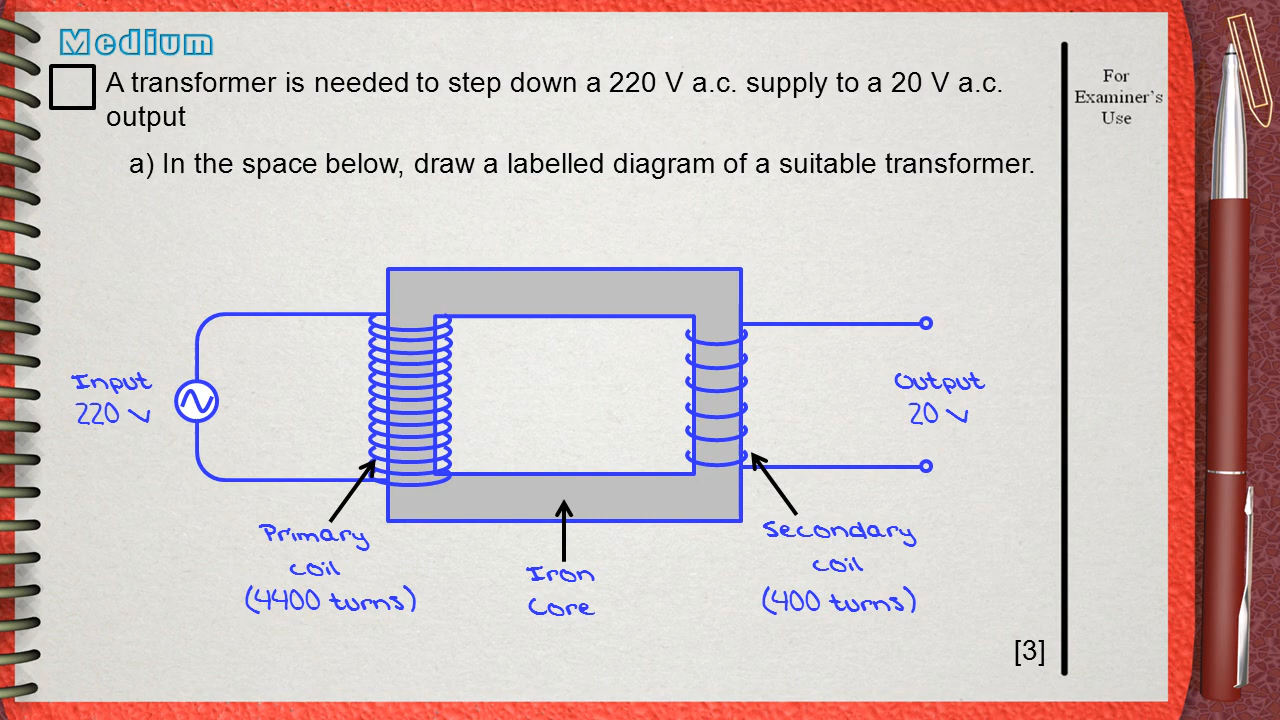 Medium
A transformer is needed to step down a 220 V a.c. supply to a 20 V a.c.
output
For
Examiner's
Use
a) In the space below, draw a labelled diagram of a suitable transformer.
Input
220 V
Output
20 V
Primary
coil
(4400 turns)
Iron
Core
Secondary
coil
(400 turns)
[3]